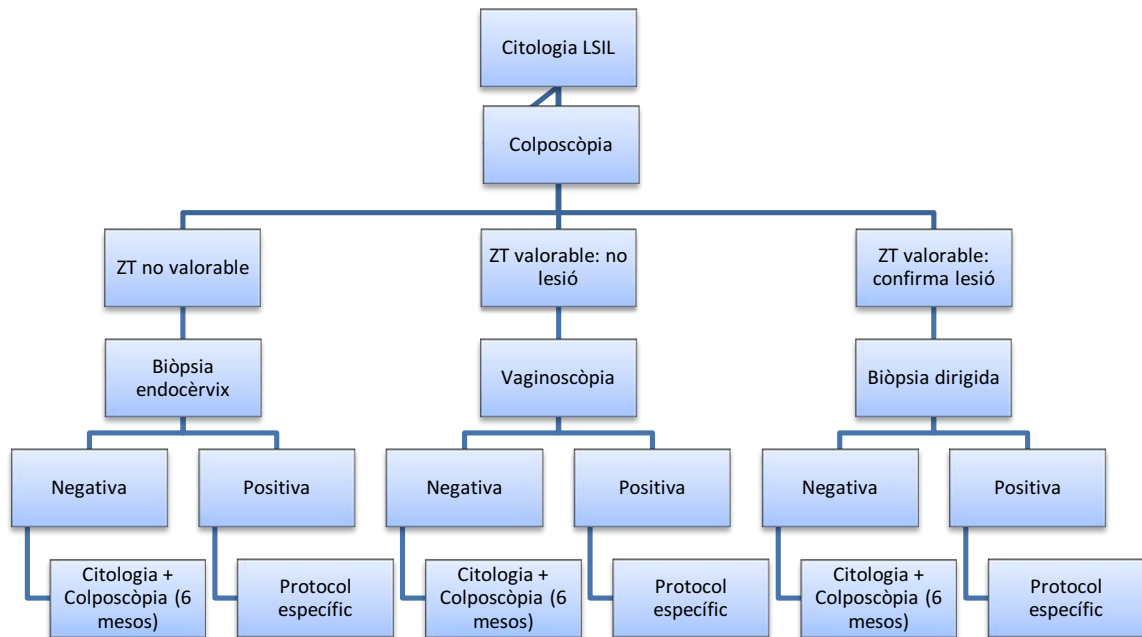 Citologia LSIL
Colposcòpia
ZT no valorable
ZT valorable: no
lesió
ZT valorable:
confirma lesió
Biòpsia
endocèrvix
Vaginoscòpia
Biòpsia dirigida
Negativa
Positiva
Negativa
Positiva
Negativa
Positiva
Citologia +
Colposcòpia (6
mesos)
Protocol
específic
Citologia +
Colposcòpia (6
mesos)
Protocol
específic
Citologia +
Colposcòpia (6
mesos)
Protocol
específic